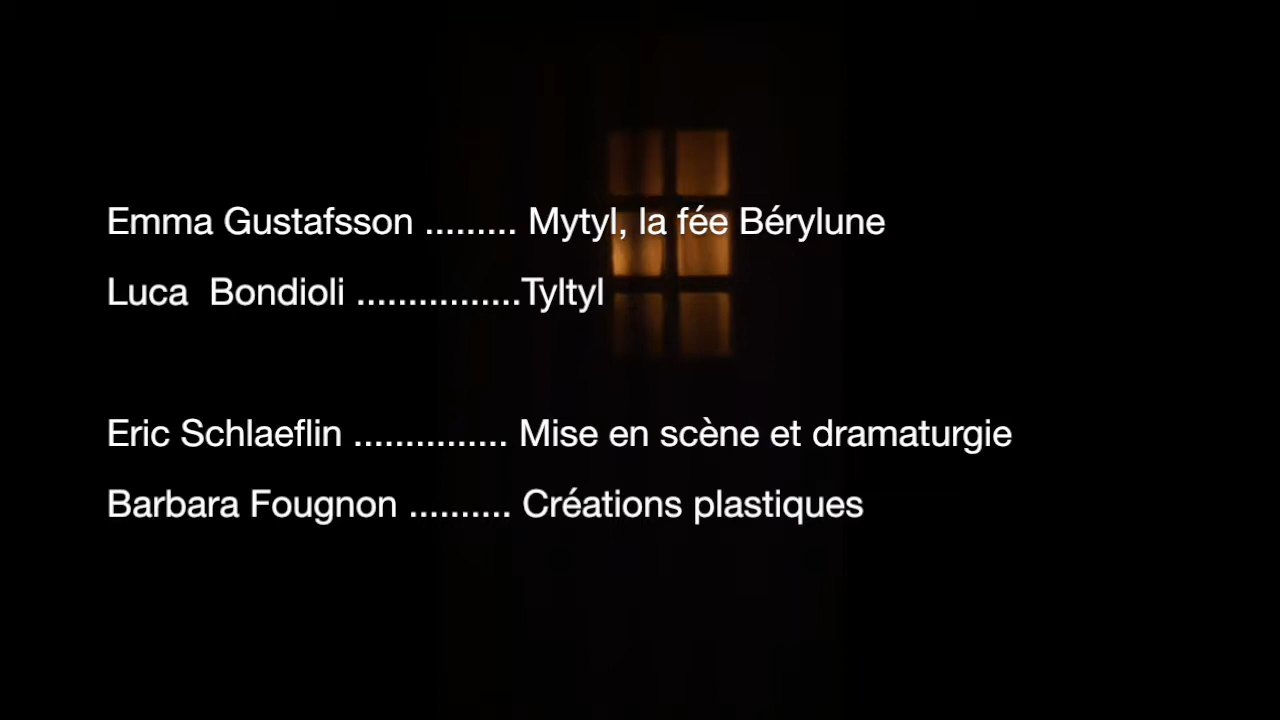 Emma Gustafsson ......... Mytyl, la fée Bérylune
Luca  Bondioli ................Tyltyl
Eric Schlaeflin ............... Mise en scène et dramaturgie
Barbara Fougnon .......... Créations plastiques